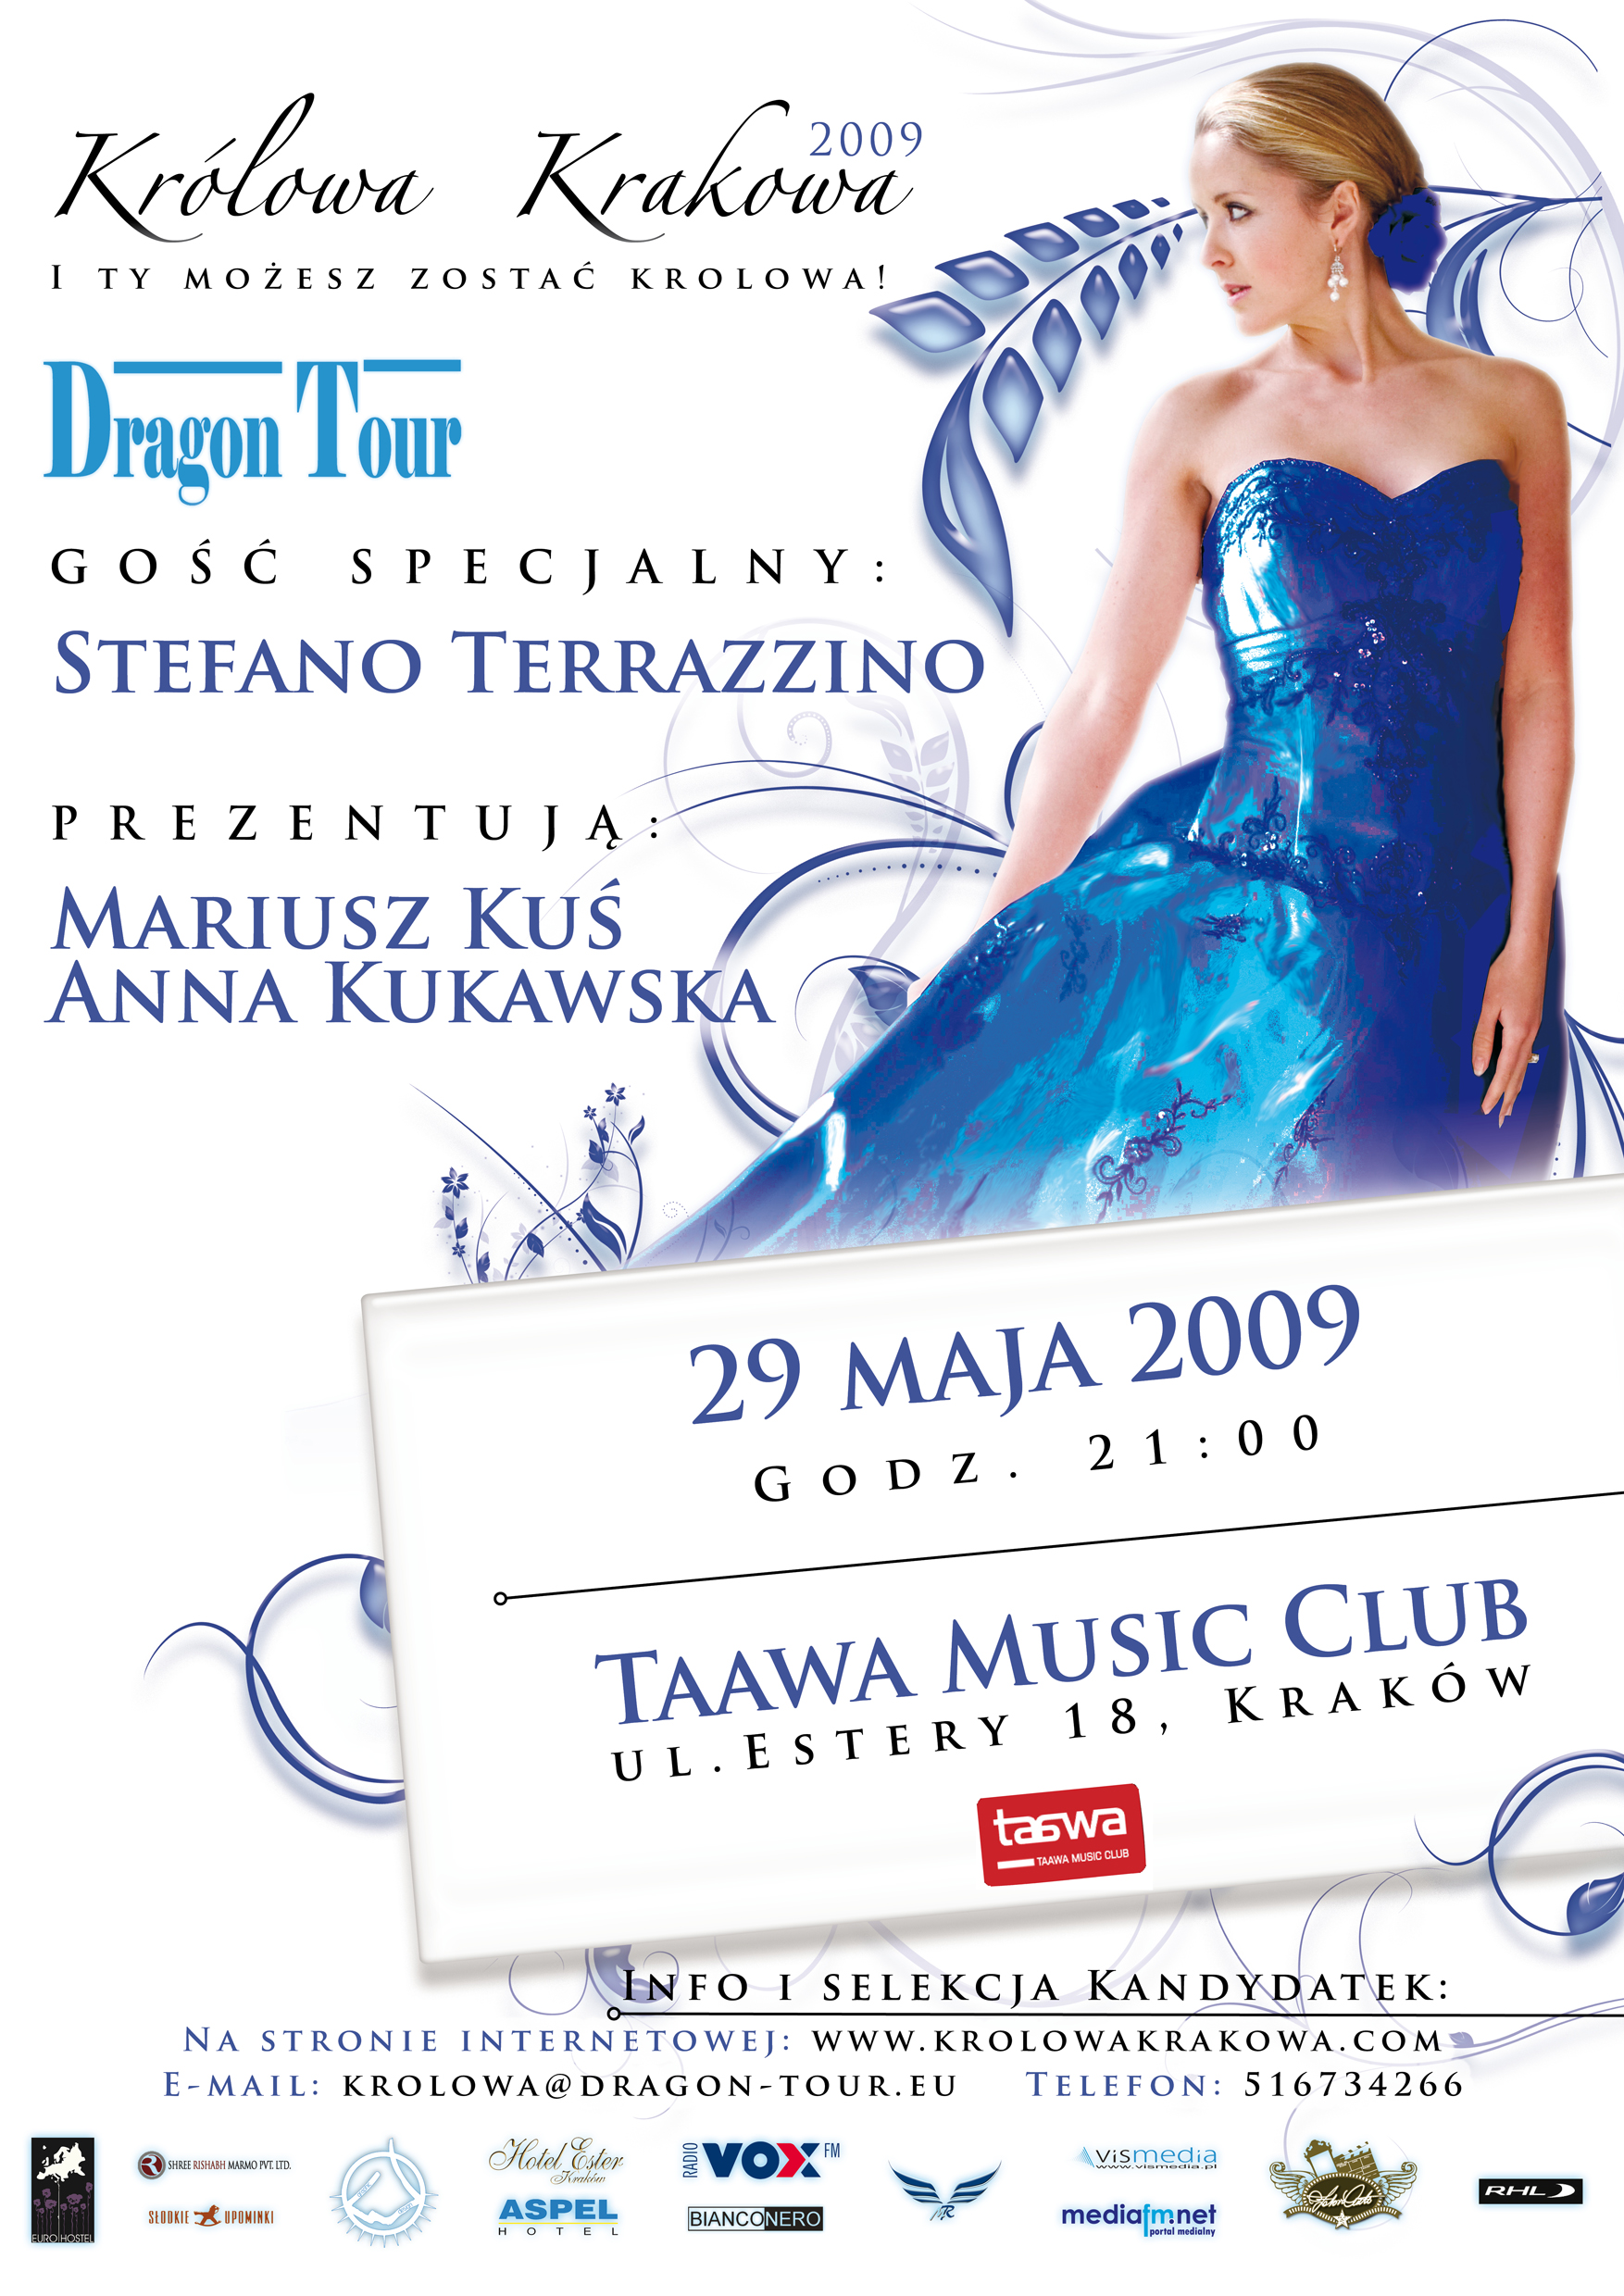 Królowa Krakowa 2009
I TY MOŻESZ ZOSTAĆ KROLOWA!
Dragon Tour
GOŚĆ SPECJALNY:
STEFANO TERRAZZINO
PREZENTUJĄ:
MARIUSZ KUŚ
ANNA KUKAWSKA
29 MAJA 2009
GODZ. 21:00
TAAWA MUSIC CLUB
UL.ESTERY 18, KRAKÓW
taawa
TAAWA MUSIC CLUB
INFO I SELEKCJA KANDYDATEK:
NA STRONIE INTERNETOWEJ: WWW.KROLOWAKRAKOWA.COM
E-MAIL: KROLOWA@DRAGON-TOUR.EU TELEFON: 516734266
EURO HOSTEL
R SHREE RISHABH MARMO PVT. LTD.
SŁODKIE UPOMINKI
Hotel Ester
Kraków
ASPEL
HOTEL
RADIO VOX FM
BIANCONERO
vismedia
www.vismedia.pl
mediafm.net
portal medialny
RHL